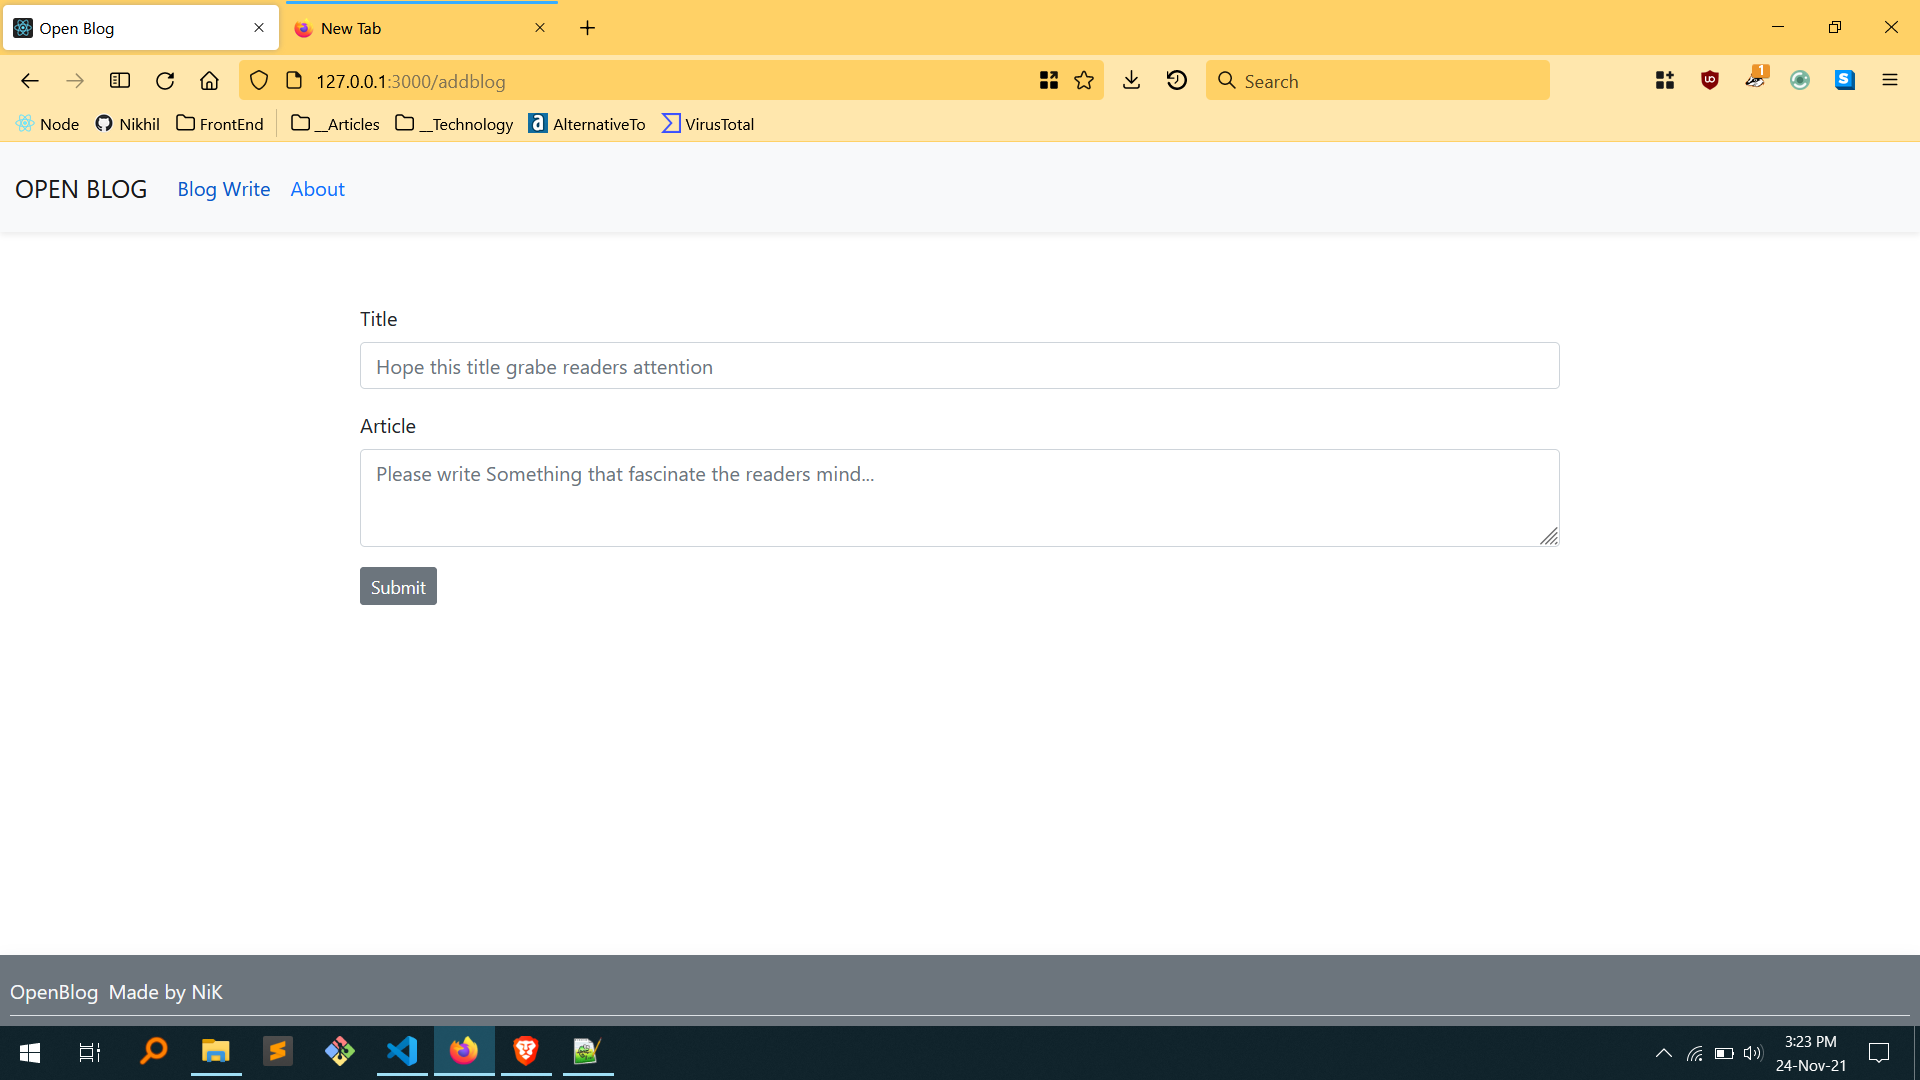 Open Blog
New Tab
127.0.0.1:3000/addblog
Search
1
S
Node
Nikhil
FrontEnd
__Articles
__Technology
a AlternativeTo
VirusTotal
OPEN BLOG
Blog Write
About
Title
Hope this title grabe readers attention
Article
Please write Something that fascinate the readers mind...
Submit
OpenBlog Made by NiK
3:23 PM
24-Nov-21